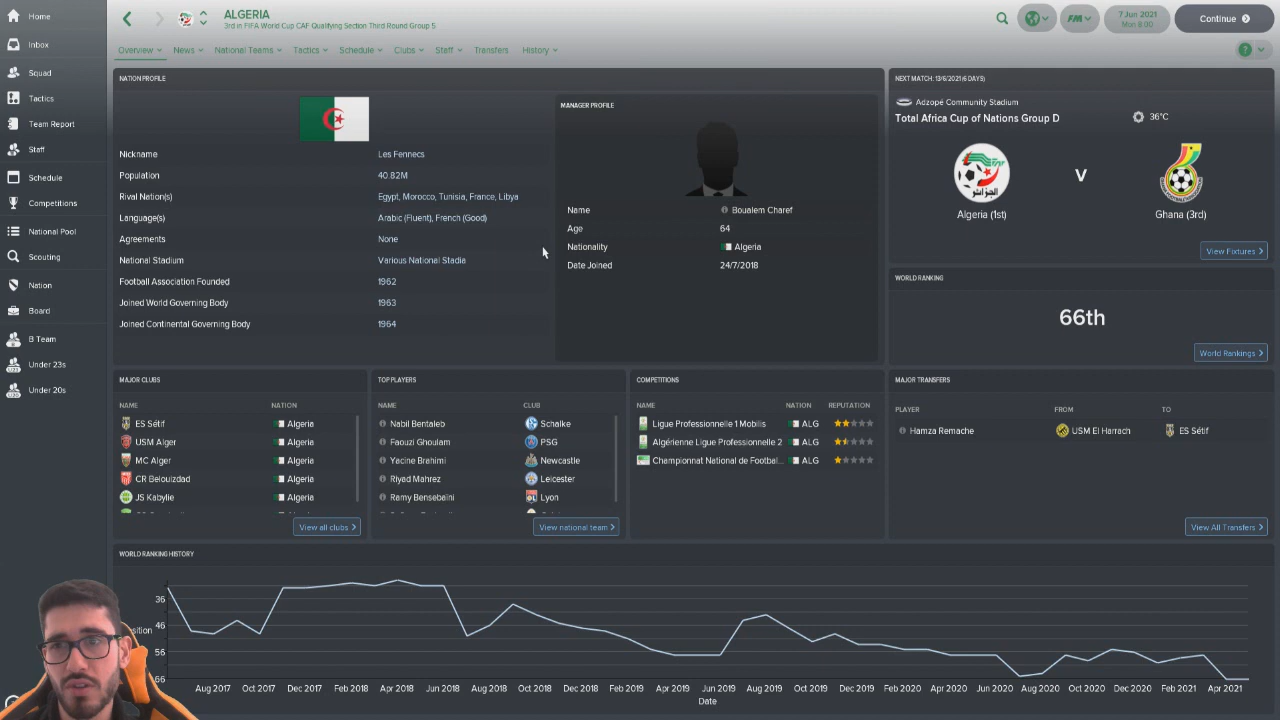 Home
Inbox
Squad
Tactics
Team Report
Staff
Schedule
Competitions
National Pool
Scouting
Nation
Board
B Team
Under 23s
Under 20s
ALGERIA
3rd in FIFA World Cup CAF Qualifying Section Third Round Group 5
FM
7 Jun 2021
Mon 8:00
Continue
Overview News National Teams Tactics Schedule Clubs Staff Transfers History
NATION PROFILE
Nickname Les Fennecs
Population 40.82M
Rival Nation(s) Egypt, Morocco, Tunisia, France, Libya
Language(s) Arabic (Fluent), French (Good)
Agreements None
National Stadium Various National Stadia
Football Association Founded 1962
Joined World Governing Body 1963
Joined Continental Governing Body 1964
MANAGER PROFILE
Name Boualem Charef
Age 64
Nationality Algeria
Date Joined 24/7/2018
NEXT MATCH: 13/6/2021 (6 DAYS)
Adzopé Community Stadium
Total Africa Cup of Nations Group D
36°C
V
Algeria (1st) Ghana (3rd)
View Fixtures
WORLD RANKING
66th
World Rankings
MAJOR CLUBS
NAME NATION
ES Sétif Algeria
USM Alger Algeria
MC Alger Algeria
CR Belouizdad Algeria
JS Kabylie Algeria
View all clubs
TOP PLAYERS
NAME CLUB
Nabil Bentaleb Schalke
Faouzi Ghoulam PSG
Yacine Brahimi Newcastle
Riyad Mahrez Leicester
Ramy Bensebaïni Lyon
View national team
COMPETITIONS
NAME NATION REPUTATION
Ligue Professionnelle 1 Mobilis ALG
Algérienne Ligue Professionnelle 2 ALG
Championnat National de Footbal... ALG
MAJOR TRANSFERS
PLAYER FROM TO
Hamza Remache USM El Harrach ES Sétif
View All Transfers
WORLD RANKING HISTORY
36
46
56
66
Aug 2017 Oct 2017 Dec 2017 Feb 2018 Apr 2018 Jun 2018 Aug 2018 Oct 2018 Dec 2018 Feb 2019 Apr 2019 Jun 2019 Aug 2019 Oct 2019 Dec 2019 Feb 2020 Apr 2020 Jun 2020 Aug 2020 Oct 2020 Dec 2020 Feb 2021 Apr 2021
Date